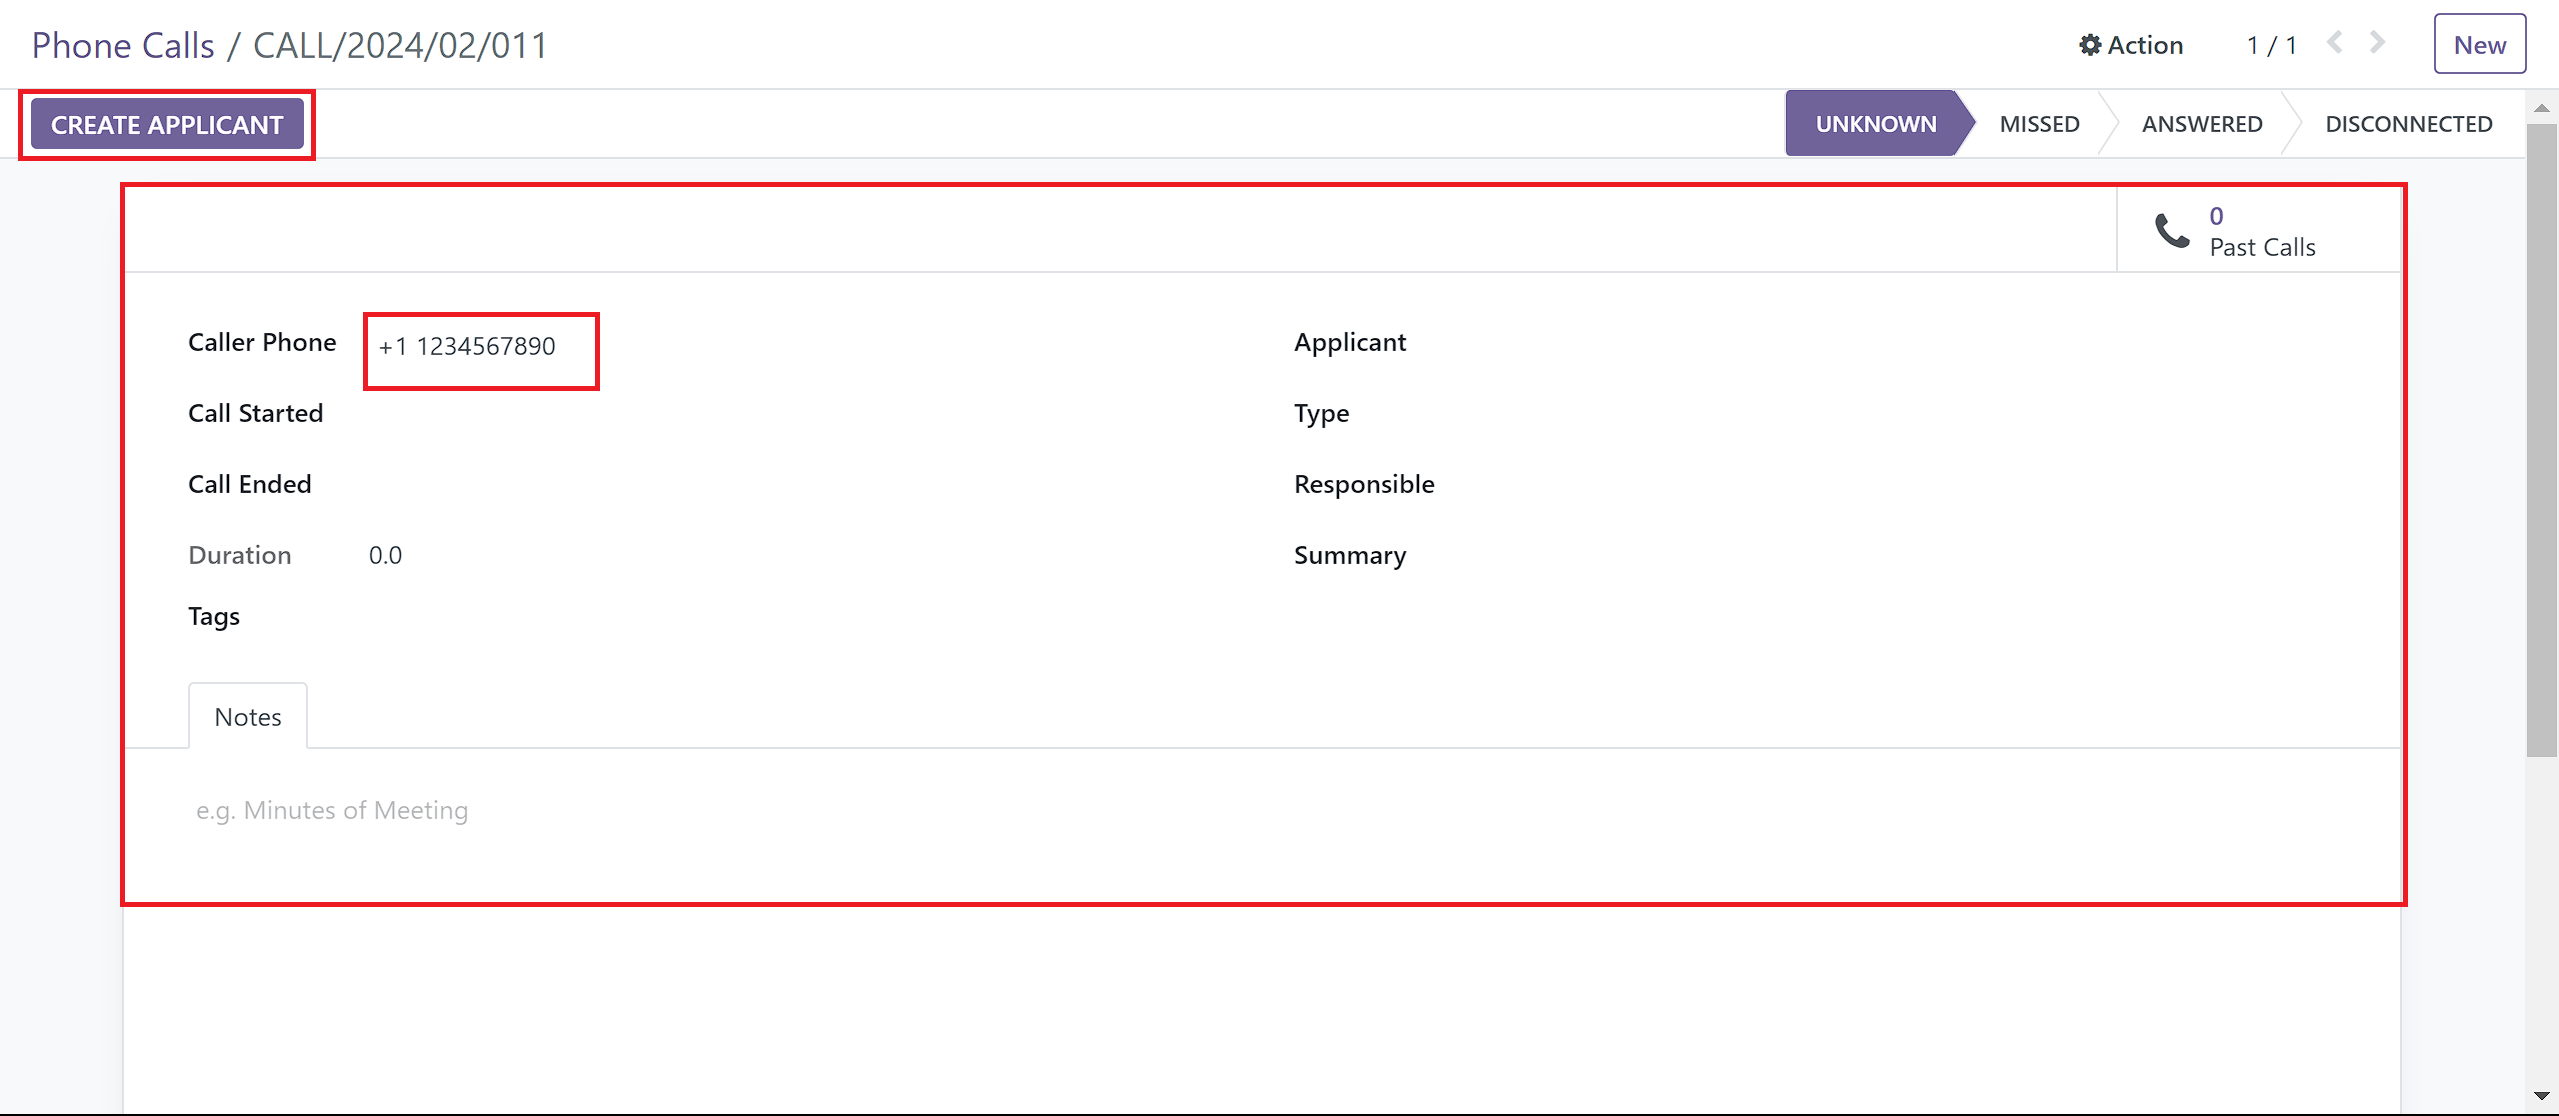 Phone Calls / CALL/2024/02/011
Action
1 / 1
New
CREATE APPLICANT
UNKNOWN
MISSED
ANSWERED
DISCONNECTED
0
Past Calls
Caller Phone
+1 1234567890
Applicant
Call Started
Type
Call Ended
Responsible
Duration
0.0
Summary
Tags
Notes
e.g. Minutes of Meeting